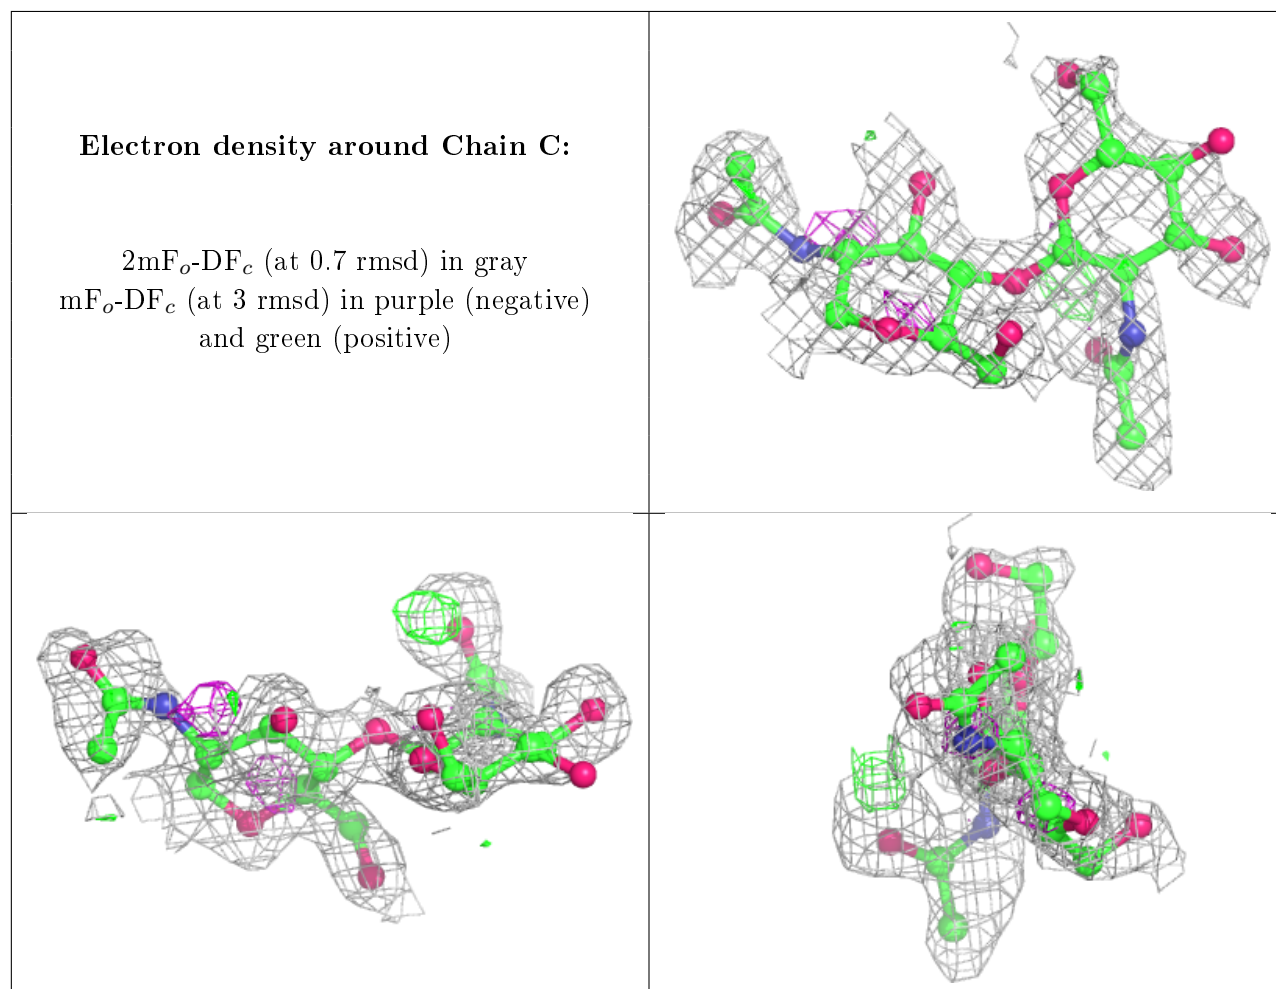 Electron density around Chain C:
2mFₒ-DF𝒸 (at 0.7 rmsd) in gray
mFₒ-DF𝒸 (at 3 rmsd) in purple (negative)
and green (positive)